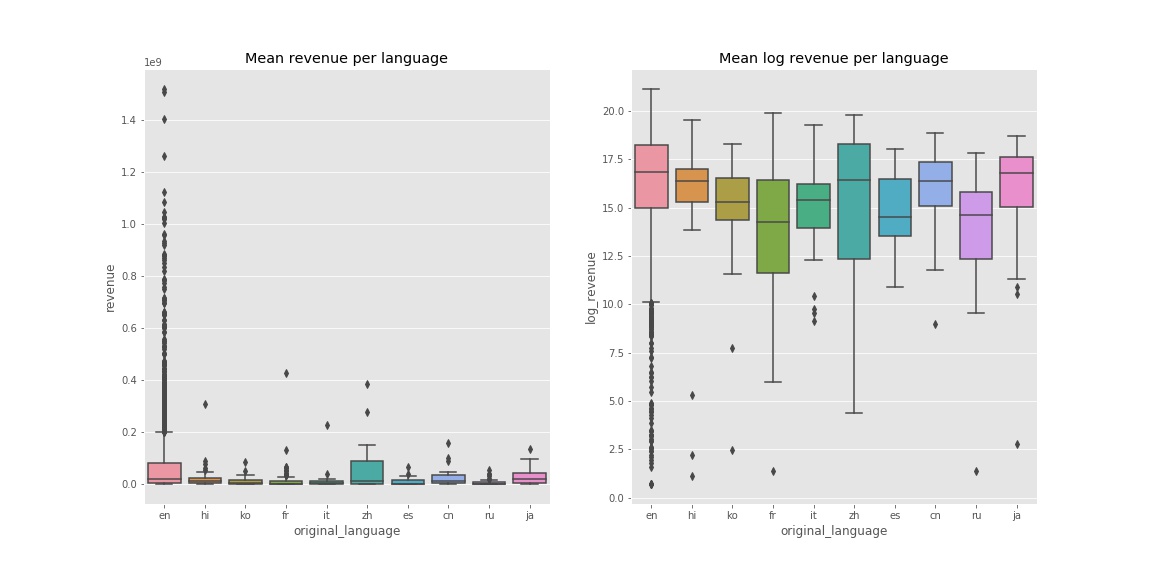 Mean revenue per language
1e9
1.4
1.2
1.0
0.8
0.6
0.4
0.2
0.0
revenue
en hi ko fr it zh es cn ru ja
original_language
Mean log revenue per language
20.0
17.5
15.0
12.5
10.0
7.5
5.0
2.5
0.0
log_revenue
en hi ko fr it zh es cn ru ja
original_language